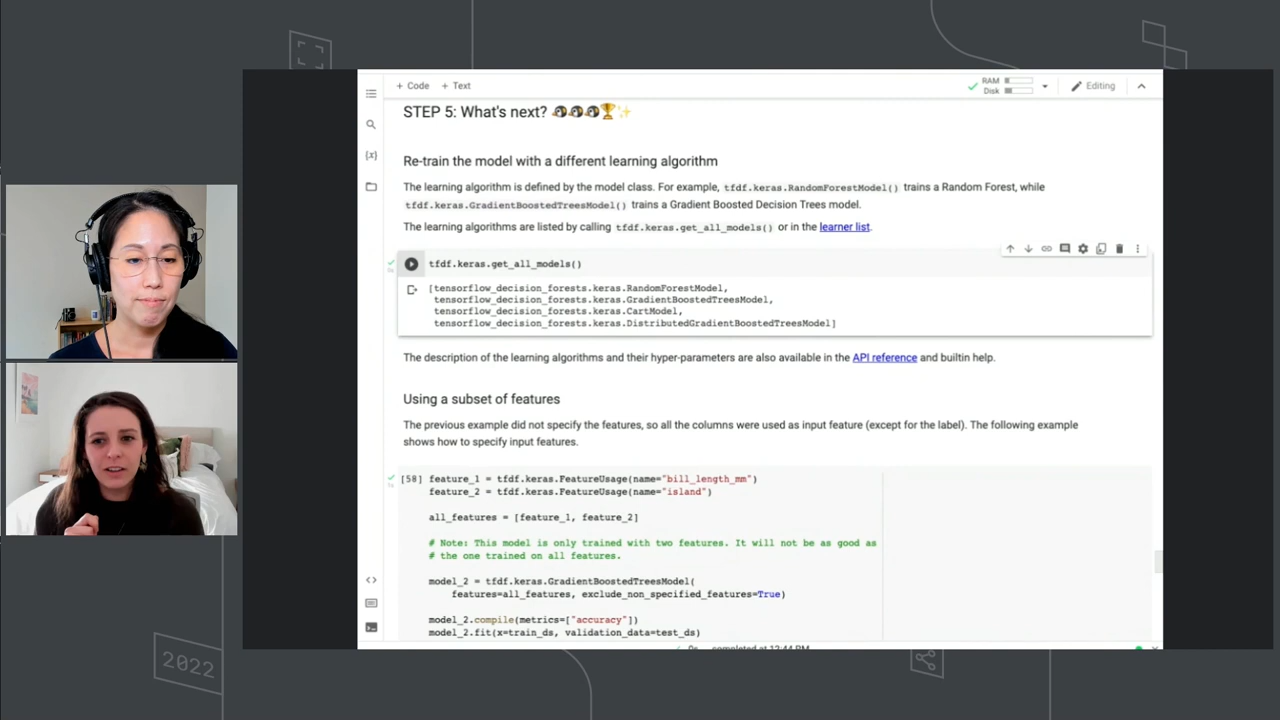 + Code + Text
RAM
Disk
Editing
STEP 5: What's next? 🐧🐧🐧🏆✨
Re-train the model with a different learning algorithm
The learning algorithm is defined by the model class. For example, tfdf.keras.RandomForestModel() trains a Random Forest, while
tfdf.keras.GradientBoostedTreesModel() trains a Gradient Boosted Decision Trees model.
The learning algorithms are listed by calling tfdf.keras.get_all_models() or in the learner list.
tfdf.keras.get_all_models()
[tensorflow_decision_forests.keras.RandomForestModel,
tensorflow_decision_forests.keras.GradientBoostedTreesModel,
tensorflow_decision_forests.keras.CartModel,
tensorflow_decision_forests.keras.DistributedGradientBoostedTreesModel]
The description of the learning algorithms and their hyper-parameters are also available in the API reference and builtin help.
Using a subset of features
The previous example did not specify the features, so all the columns were used as input feature (except for the label). The following example
shows how to specify input features.
[58] feature_1 = tfdf.keras.FeatureUsage(name="bill_length_mm")
feature_2 = tfdf.keras.FeatureUsage(name="island")
all_features = [feature_1, feature_2]
# Note: This model is only trained with two features. It will not be as good as
# the one trained on all features.
model_2 = tfdf.keras.GradientBoostedTreesModel(
features=all_features, exclude_non_specified_features=True)
model_2.compile(metrics=["accuracy"])
model_2.fit(x=train_ds, validation_data=test_ds)
0s completed at 12:44 PM
2022